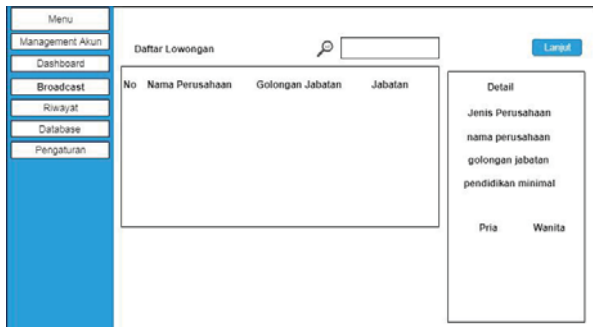 Menu
Management Akun
Dashboard
Broadcast
Riwayat
Database
Pengaturan
Daftar Lowongan
Lanjut
No Nama Perusahaan Golongan Jabatan Jabatan
Detail
Jenis Perusahaan
nama perusahaan
golongan jabatan
pendidikan minimal
Pria Wanita